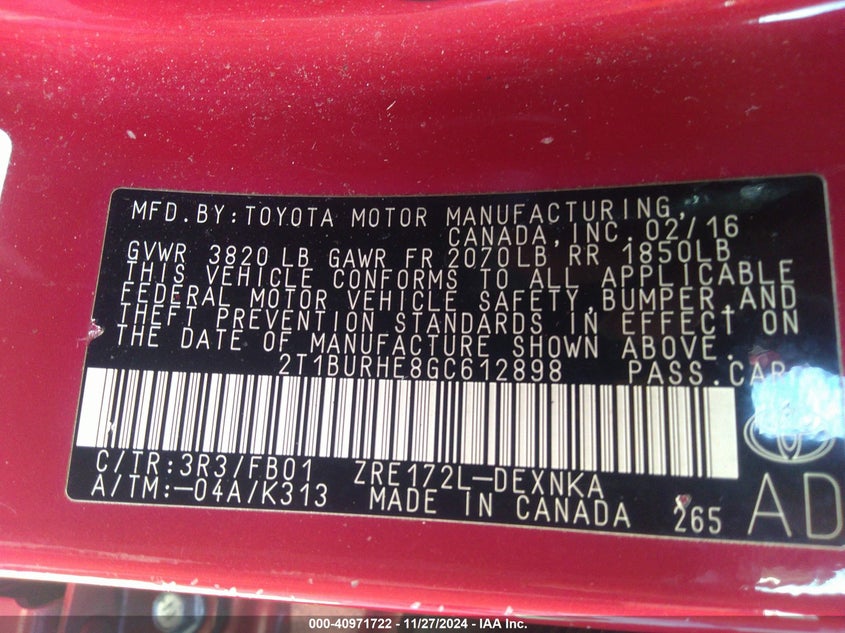 MFD.BY:TOYOTA MOTOR MANUFACTURING,
CANADA,INC. 02/16
GVWR 3820 LB GAWR FR 2070LB RR 1850LB
THIS VEHICLE CONFORMS TO ALL APPLICABLE
FEDERAL MOTOR VEHICLE SAFETY,BUMPER,AND
THEFT PREVENTION STANDARDS IN EFFECT ON
THE DATE OF MANUFACTURE SHOWN ABOVE.
2T1BURHE8GC612898 PASS.CAR
C/TR:3R3/FB01 ZRE172L-DEXNKA
A/TM:-04A/K313 MADE IN CANADA 265
AD
000-40971722 - 11/27/2024 - IAA Inc.